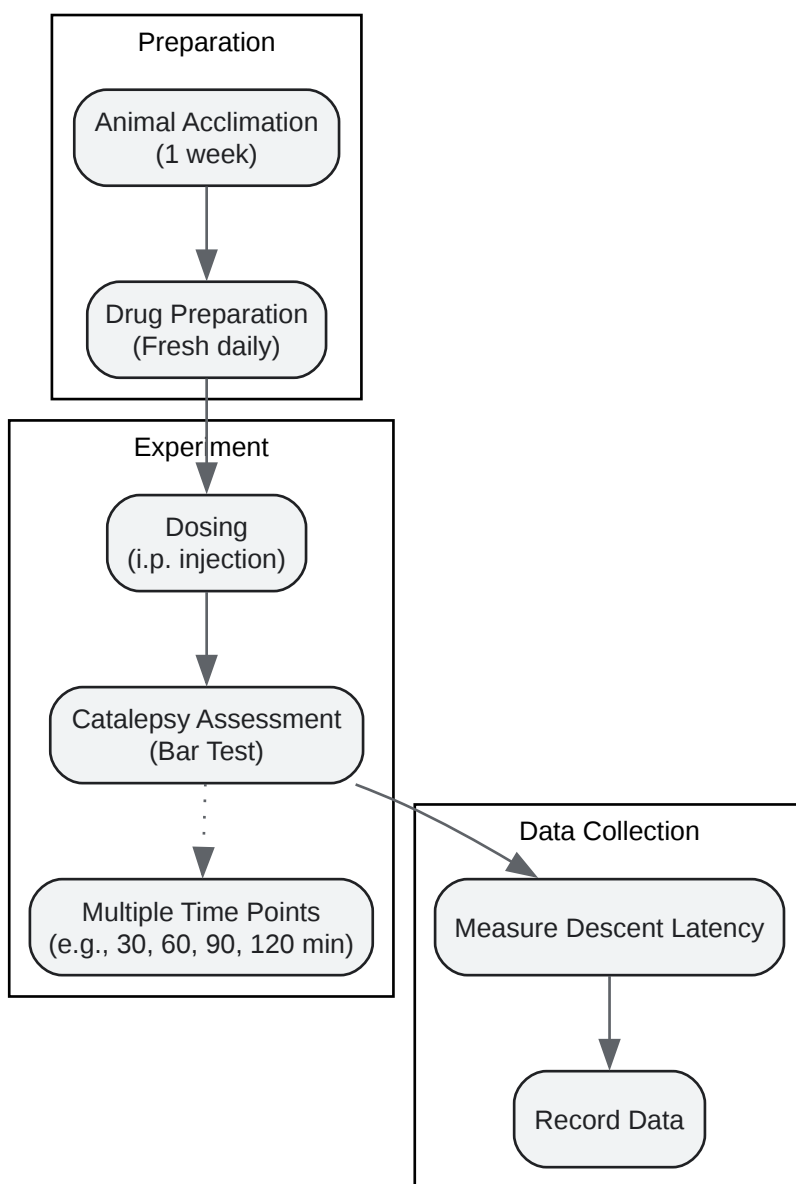 Preparation
Animal Acclimation
(1 week)
Drug Preparation
(Fresh daily)
Experiment
Dosing
(i.p. injection)
Catalepsy Assessment
(Bar Test)
Multiple Time Points
(e.g., 30, 60, 90, 120 min)
Data Collection
Measure Descent Latency
Record Data